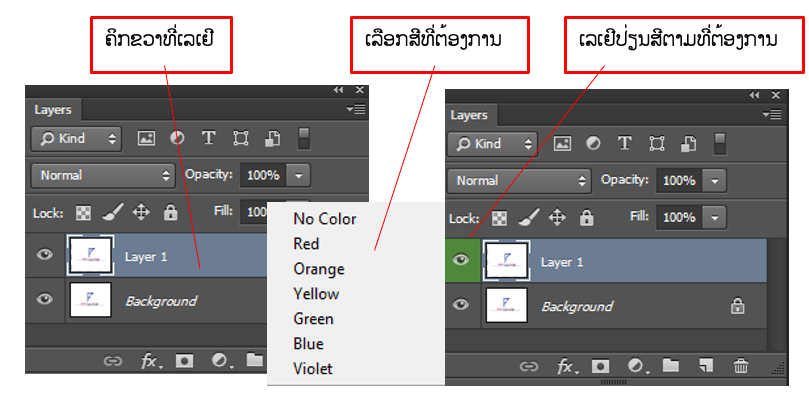 ຄິກຂວາທີ່ເລເຢີ
ເລືອກສີທີ່ຕ້ອງການ
ເລເຢີປ່ຽນສີຕາມທີ່ຕ້ອງການ
Layers
Kind
Normal
Opacity:
100%
Lock:
Fill:
100
Layer 1
Background
fx
No Color
Red
Orange
Yellow
Green
Blue
Violet
Layers
Kind
Normal
Opacity:
100%
Lock:
Fill:
100%
Layer 1
Background
fx